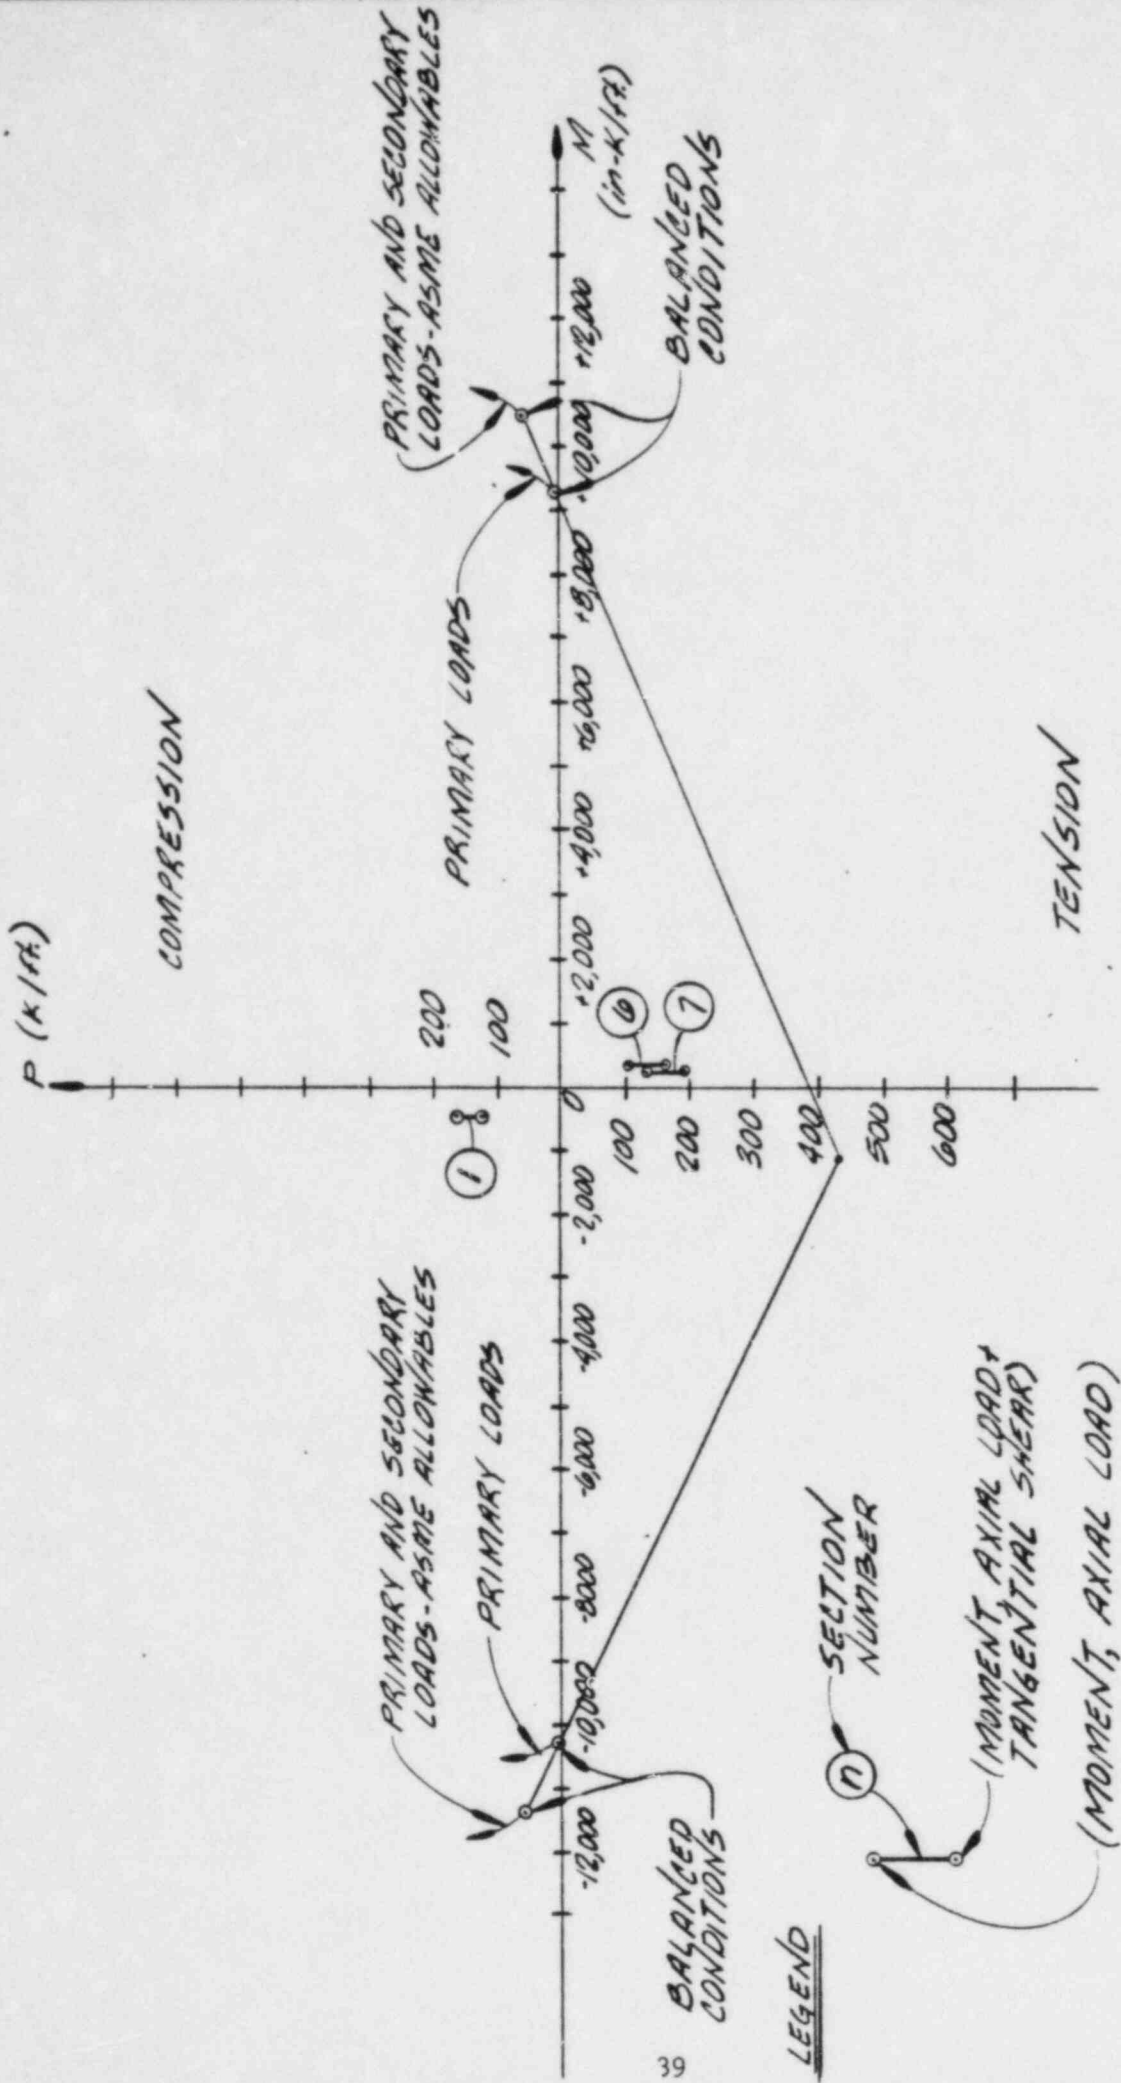 P (K/ft.)
COMPRESSION
PRIMARY AND SECONDARY
LOADS-ASME ALLOWABLES
PRIMARY LOADS
200
100
PRIMARY LOADS
PRIMARY AND SECONDARY
LOADS-ASME ALLOWABLES
1
-12,000
-10,000
-8000
-6,000
-4,000
-2,000
0
+2,000
+4,000
+6,000
+8,000
+10,000
+12,000
M
(in-K/ft.)
BALANCED
CONDITIONS
BALANCED
CONDITIONS
6
7
100
200
300
400
500
600
TENSION
LEGEND
n
SECTION
NUMBER
(MOMENT, AXIAL LOAD+
TANGENTIAL SHEAR)
(MOMENT, AXIAL LOAD)
39